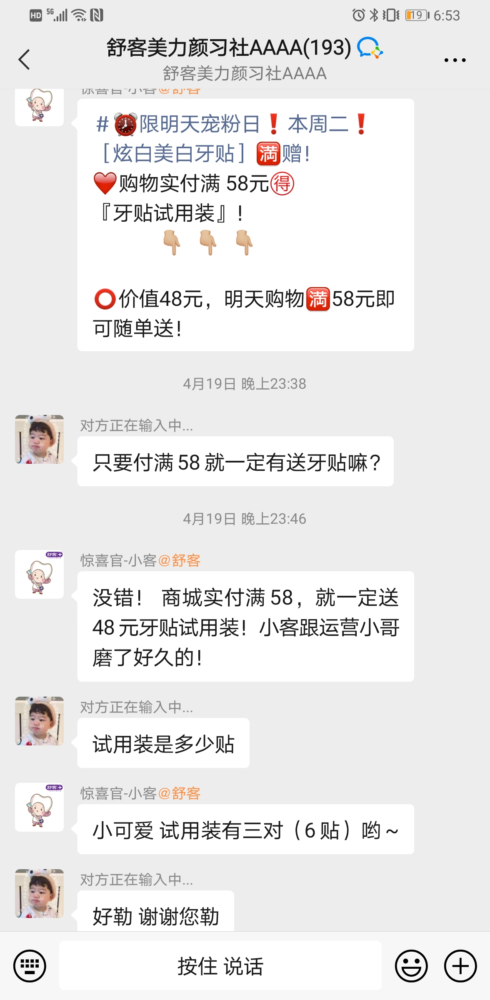 HD 5G 19 6:53
舒客美力颜习社AAAA(193)
舒客美力颜习社AAAA
惊喜官-小客@舒客
#⏰限明天宠粉日❗本周二❗
［炫白美白牙贴］🈵赠！
❤️购物实付满 58元🉐
『牙贴试用装』！
👇🏼 👇🏼 👇🏼
⭕价值48元，明天购物🈵58元即
可随单送！
4月19日 晚上23:38
对方正在输入中...
只要付满 58 就一定有送牙贴嘛？
4月19日 晚上23:46
舒客+
惊喜官-小客@舒客
没错！ 商城实付满 58，就一定送
48 元牙贴试用装！小客跟运营小哥
磨了好久的！
对方正在输入中...
试用装是多少贴
舒客+
惊喜官-小客@舒客
小可爱 试用装有三对（6 贴）哟~
对方正在输入中...
好勒 谢谢您勒
按住 说话